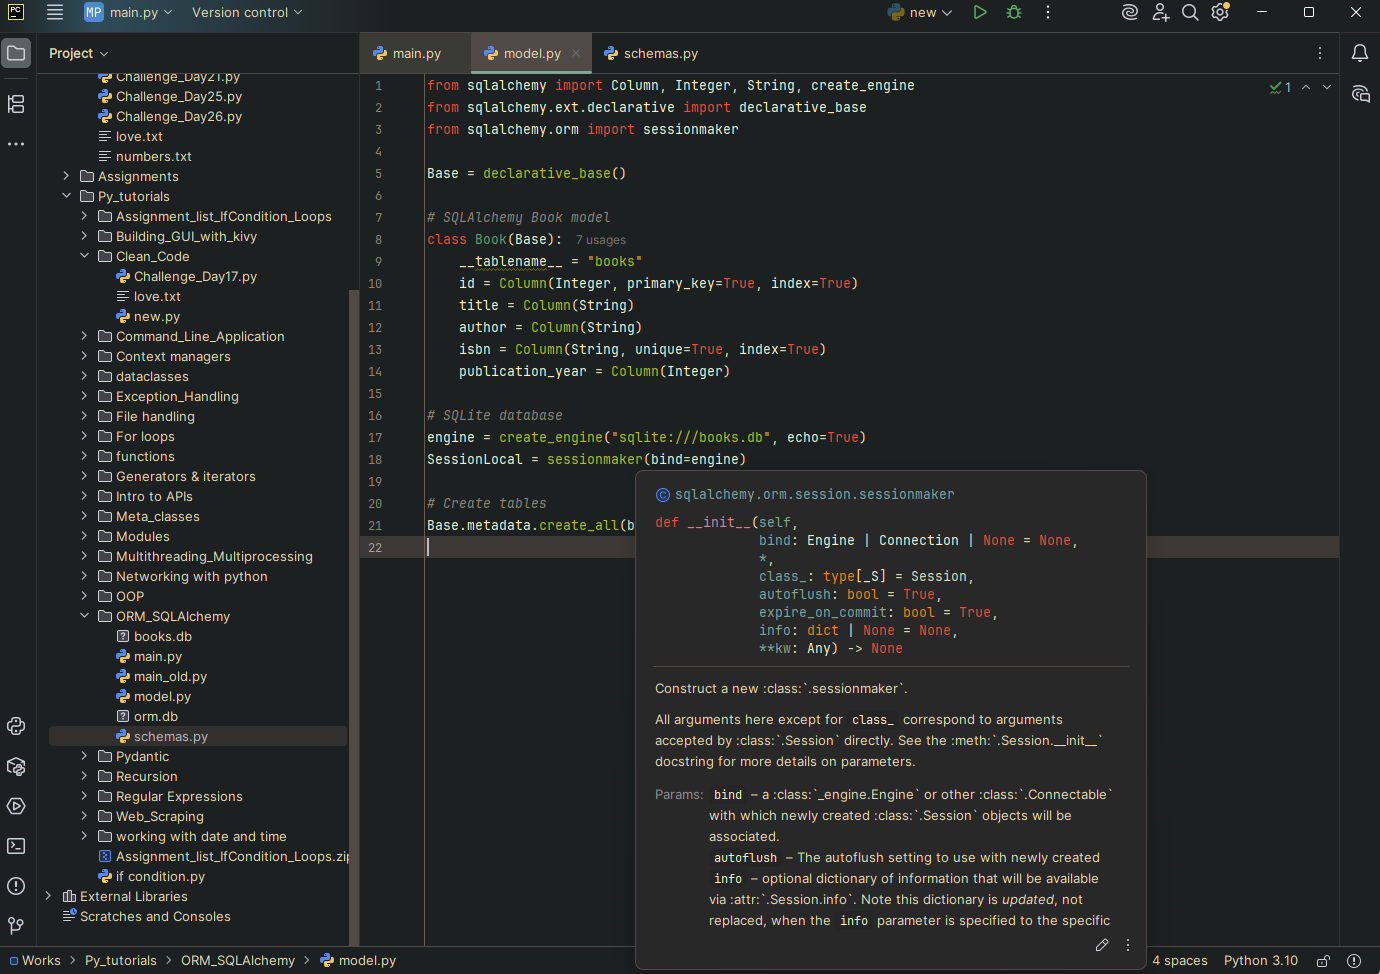 PC
MP main.py
Version control
new
Project
main.py
model.py
schemas.py
Challenge_Day21.py
Challenge_Day25.py
Challenge_Day26.py
love.txt
numbers.txt
Assignments
Py_tutorials
Assignment_list_IfCondition_Loops
Building_GUI_with_kivy
Clean_Code
Challenge_Day17.py
love.txt
new.py
Command_Line_Application
Context managers
dataclasses
Exception_Handling
File handling
For loops
functions
Generators & iterators
Intro to APIs
Meta_classes
Modules
Multithreading_Multiprocessing
Networking with python
OOP
ORM_SQLAlchemy
books.db
main.py
main_old.py
model.py
orm.db
schemas.py
Pydantic
Recursion
Regular Expressions
Web_Scraping
working with date and time
Assignment_list_IfCondition_Loops.zip
if condition.py
External Libraries
Scratches and Consoles
1 from sqlalchemy import Column, Integer, String, create_engine
2 from sqlalchemy.ext.declarative import declarative_base
3 from sqlalchemy.orm import sessionmaker
4
5 Base = declarative_base()
6
7 # SQLAlchemy Book model
8 class Book(Base): 7 usages
9 __tablename__ = "books"
10 id = Column(Integer, primary_key=True, index=True)
11 title = Column(String)
12 author = Column(String)
13 isbn = Column(String, unique=True, index=True)
14 publication_year = Column(Integer)
15
16 # SQLite database
17 engine = create_engine("sqlite:///books.db", echo=True)
18 SessionLocal = sessionmaker(bind=engine)
19
20 # Create tables
21 Base.metadata.create_all(b
22
1
sqlalchemy.orm.session.sessionmaker
def __init__(self,
bind: Engine | Connection | None = None,
*,
class_: type[_S] = Session,
autoflush: bool = True,
expire_on_commit: bool = True,
info: dict | None = None,
**kw: Any) -> None
Construct a new :class:`.sessionmaker`.
All arguments here except for class_ correspond to arguments
accepted by :class:`.Session` directly. See the :meth:`.Session.__init__`
docstring for more details on parameters.
Params: bind – a :class:`_engine.Engine` or other :class:`.Connectable`
with which newly created :class:`.Session` objects will be
associated.
autoflush – The autoflush setting to use with newly created
info – optional dictionary of information that will be available
via :attr:`.Session.info`. Note this dictionary is updated, not
replaced, when the info parameter is specified to the specific
Works > Py_tutorials > ORM_SQLAlchemy > model.py
4 spaces
Python 3.10